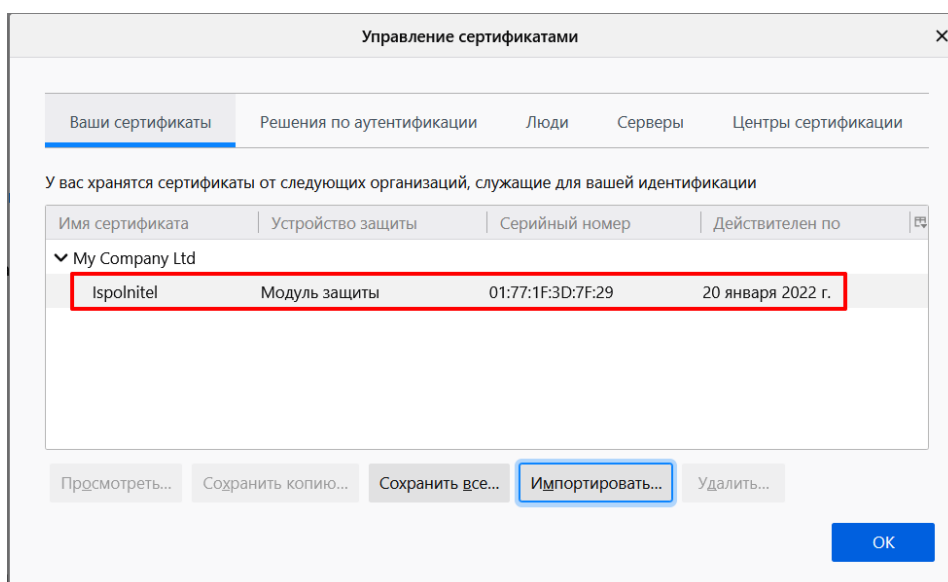 Управление сертификатами
Ваши сертификаты Решения по аутентификации Люди Серверы Центры сертификации
У вас хранятся сертификаты от следующих организаций, служащие для вашей идентификации
Имя сертификата Устройство защиты Серийный номер Действителен по
My Company Ltd
Ispolnitel Модуль защиты 01:77:1F:3D:7F:29 20 января 2022 г.
Просмотреть... Сохранить копию... Сохранить все... Импортировать... Удалить...
ОК